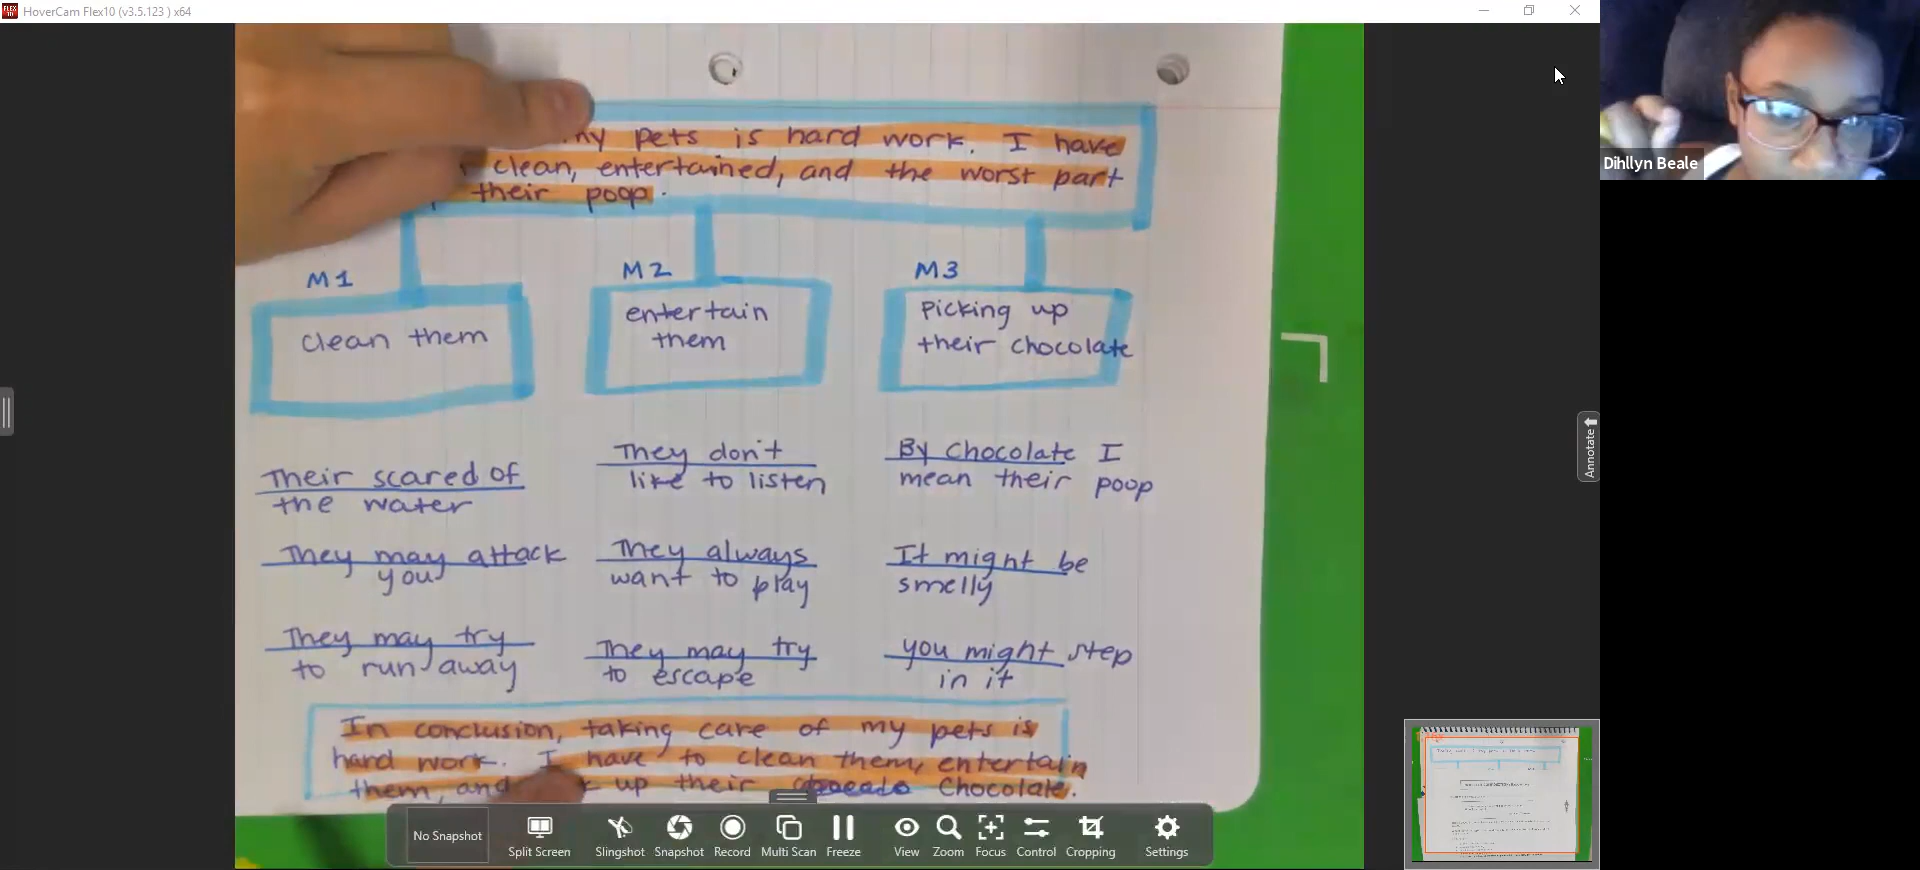 HoverCam Flex10 (v3.5.123 ) x64
my pets is hard work. I have
clean, entertained, and the worst part
their poop.
M1
M2
M3
clean them
entertain
them
Picking up
their chocolate
Their scared of
the water
They may attack
you
They may try
to run away
They don't
like to listen
They always
want to play
They may try
to escape
By Chocolate I
mean their poop
It might be
smelly
you might step
in it
In conclusion, taking care of my pets is
hard work. I have to clean them, entertain
them, and up their Chocolate.
No Snapshot
Split Screen
Slingshot
Snapshot
Record
Multi Scan
Freeze
View
Zoom
Focus
Control
Cropping
Settings
Annotate
Dihllyn Beale